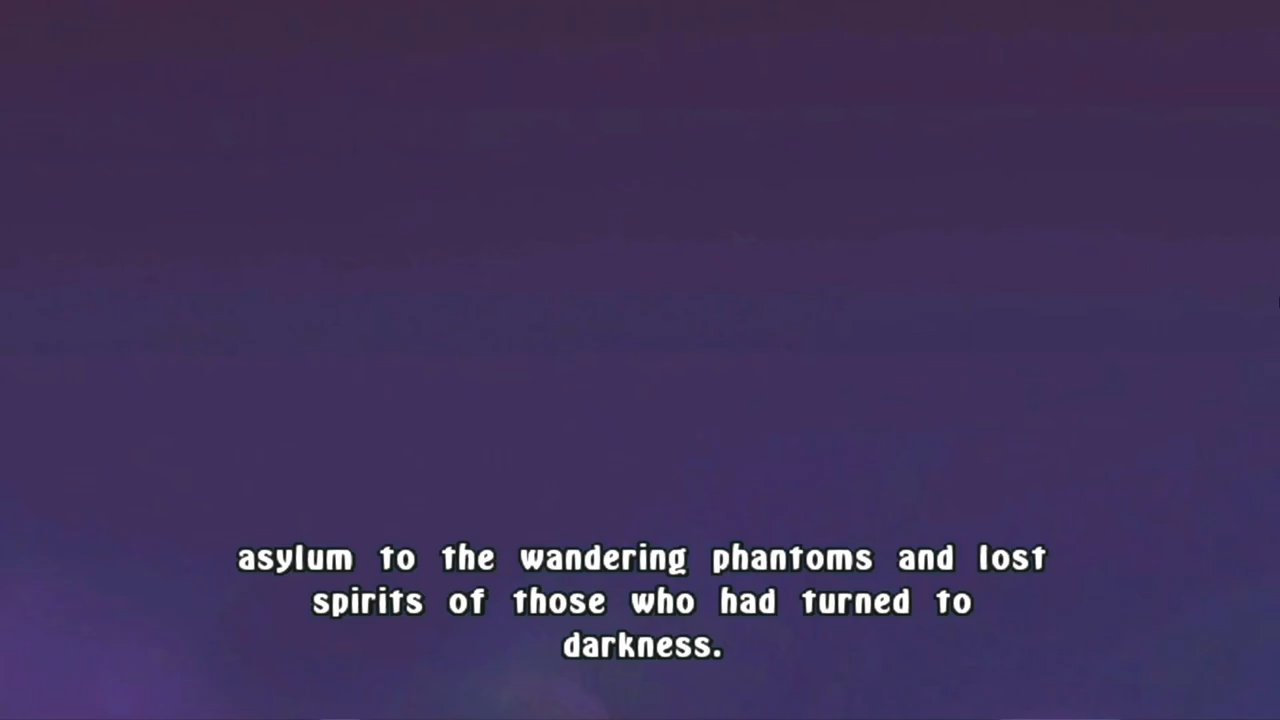 asylum to the wandering phantoms and lost
spirits of those who had turned to
darkness.